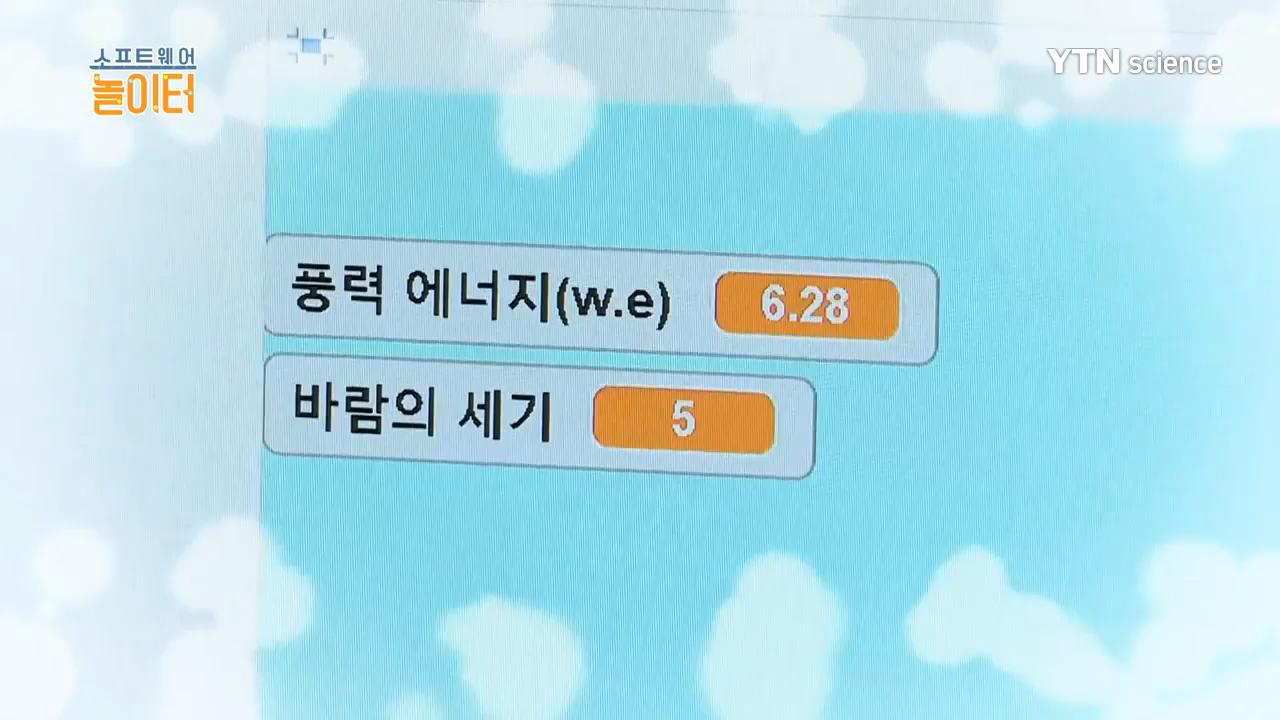 소프트웨어
놀이터
YTN science
풍력 에너지(w.e) 6.28
바람의 세기 5